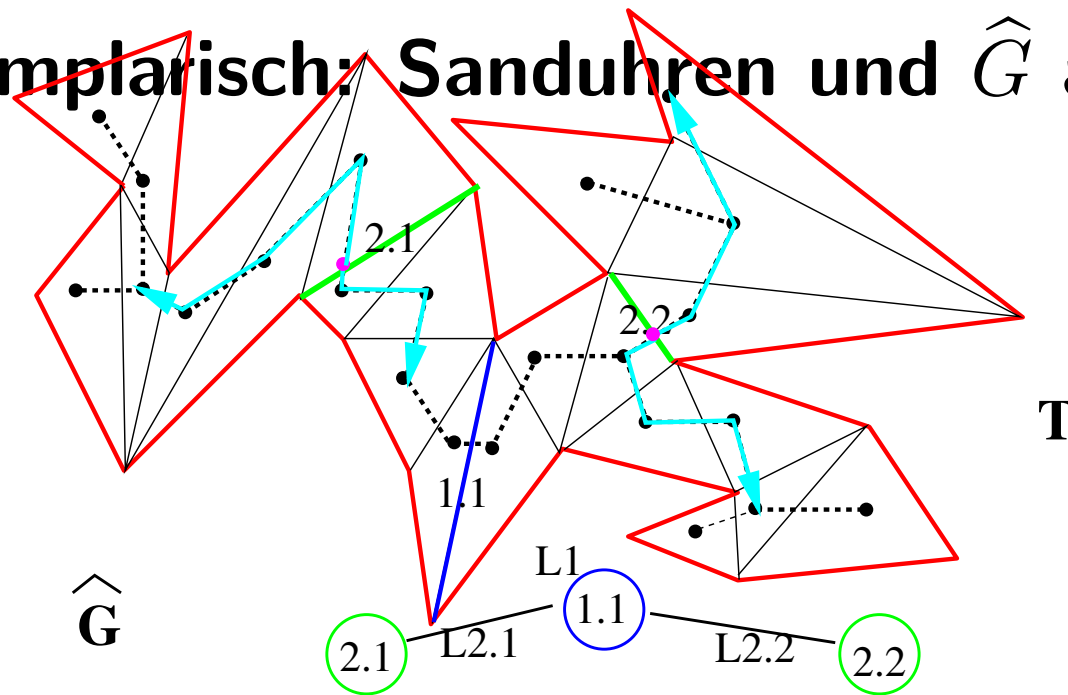 mplarisch: Sanduhren und Ĝ a
2.1
2.2
T
1.1
L1
Ĝ
1.1
L2.1
L2.2
2.1
2.2